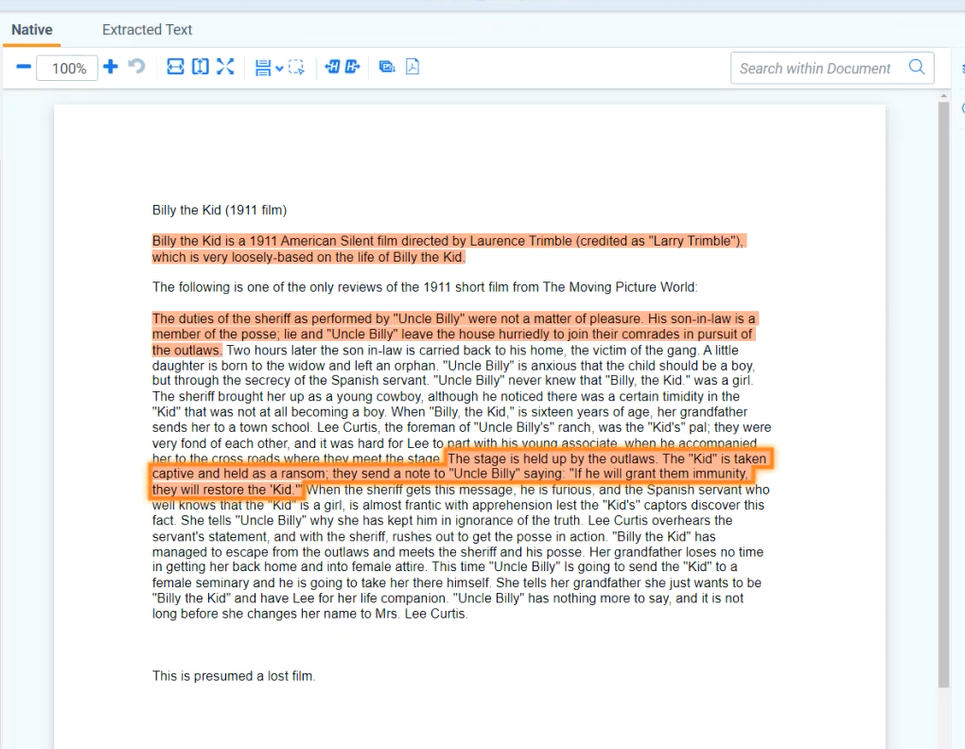 Native Extracted Text
100% Search within Document
Billy the Kid (1911 film)
Billy the Kid is a 1911 American Silent film directed by Laurence Trimble (credited as "Larry Trimble"),
which is very loosely-based on the life of Billy the Kid.
The following is one of the only reviews of the 1911 short film from The Moving Picture World:
The duties of the sheriff as performed by "Uncle Billy" were not a matter of pleasure. His son-in-law is a
member of the posse; lie and "Uncle Billy" leave the house hurriedly to join their comrades in pursuit of
the outlaws. Two hours later the son in-law is carried back to his home, the victim of the gang. A little
daughter is born to the widow and left an orphan. "Uncle Billy" is anxious that the child should be a boy,
but through the secrecy of the Spanish servant. "Uncle Billy" never knew that "Billy, the Kid." was a girl.
The sheriff brought her up as a young cowboy, although he noticed there was a certain timidity in the
"Kid" that was not at all becoming a boy. When "Billy, the Kid," is sixteen years of age, her grandfather
sends her to a town school. Lee Curtis, the foreman of "Uncle Billy's" ranch, was the "Kid's" pal; they were
very fond of each other, and it was hard for Lee to part with his young associate, when he accompanied
her to the cross roads where they meet the stage. The stage is held up by the outlaws. The "Kid" is taken
captive and held as a ransom; they send a note to "Uncle Billy" saying: "If he will grant them immunity,
they will restore the 'Kid.'" When the sheriff gets this message, he is furious, and the Spanish servant who
well knows that the "Kid" is a girl, is almost frantic with apprehension lest the "Kid's" captors discover this
fact. She tells "Uncle Billy" why she has kept him in ignorance of the truth. Lee Curtis overhears the
servant's statement, and with the sheriff, rushes out to get the posse in action. "Billy the Kid" has
managed to escape from the outlaws and meets the sheriff and his posse. Her grandfather loses no time
in getting her back home and into female attire. This time "Uncle Billy" Is going to send the "Kid" to a
female seminary and he is going to take her there himself. She tells her grandfather she just wants to be
"Billy the Kid" and have Lee for her life companion. "Uncle Billy" has nothing more to say, and it is not
long before she changes her name to Mrs. Lee Curtis.
This is presumed a lost film.